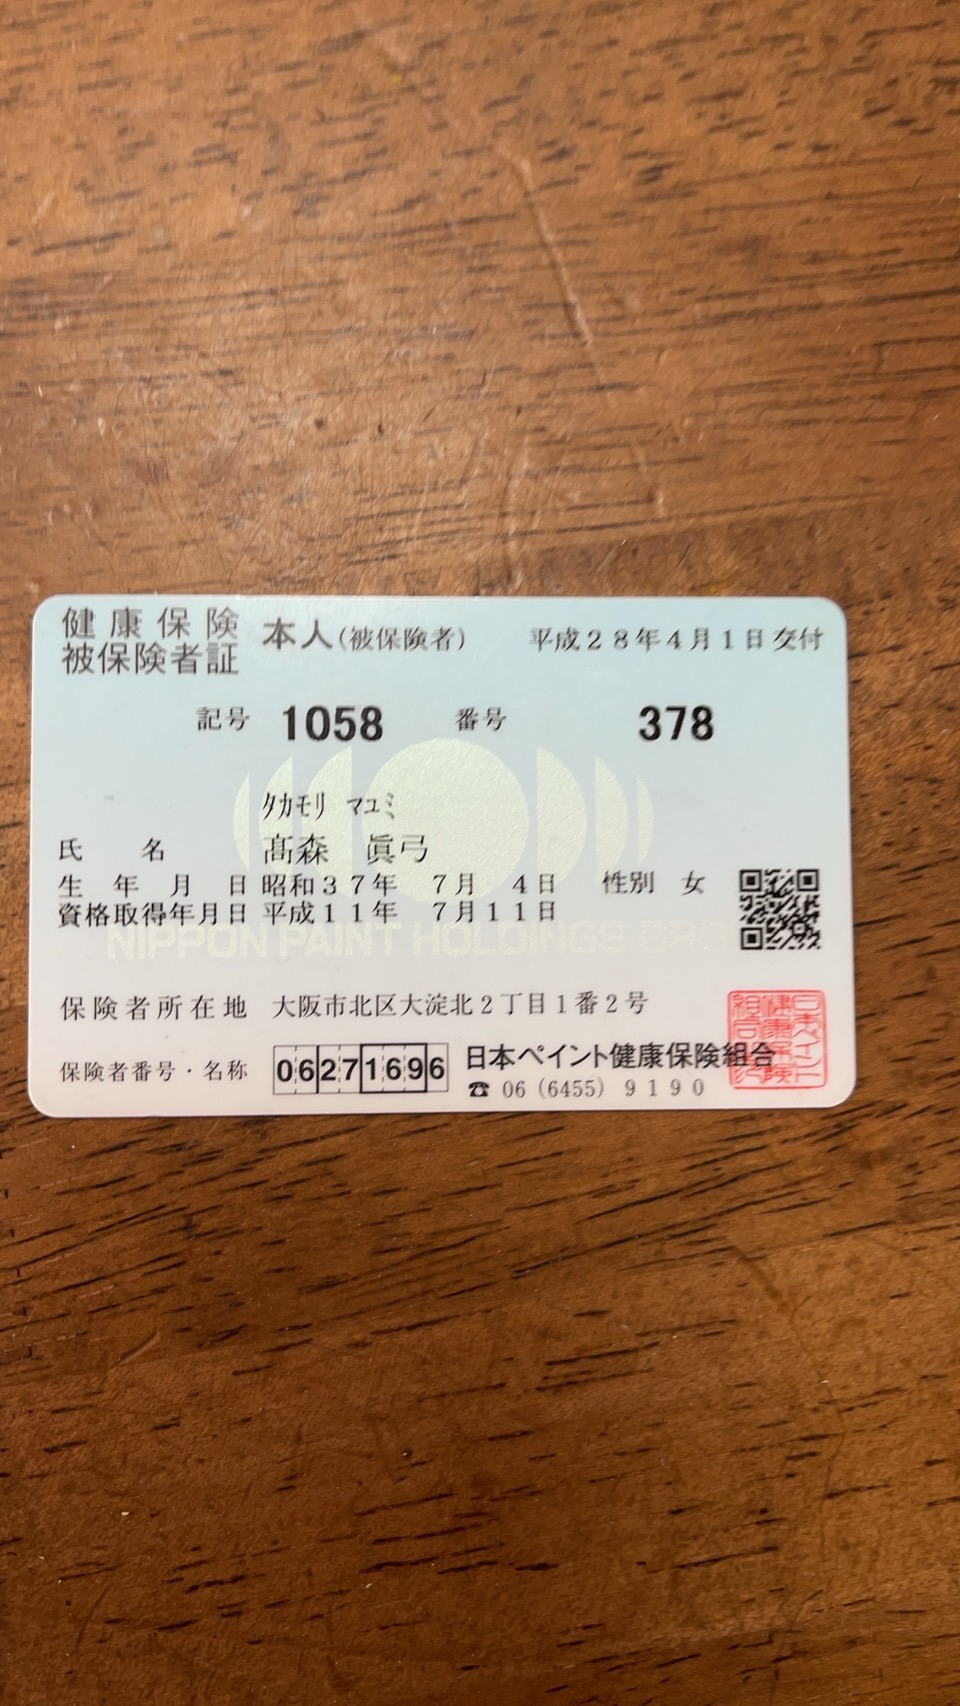 健康保険
被保険者証
本人(被保険者)
平成28年4月1日交付
記号 1058 番号 378
タカモリ マユミ
氏 名 髙森 眞弓
生年月日 昭和37年 7月 4日 性別 女
資格取得年月日 平成11年 7月11日
NIPPON PAINT HOLDINGS
保険者所在地 大阪市北区大淀北2丁目1番2号
保険者番号・名称 06271696 日本ペイント健康保険組合
☎ 06 (6455) 9190